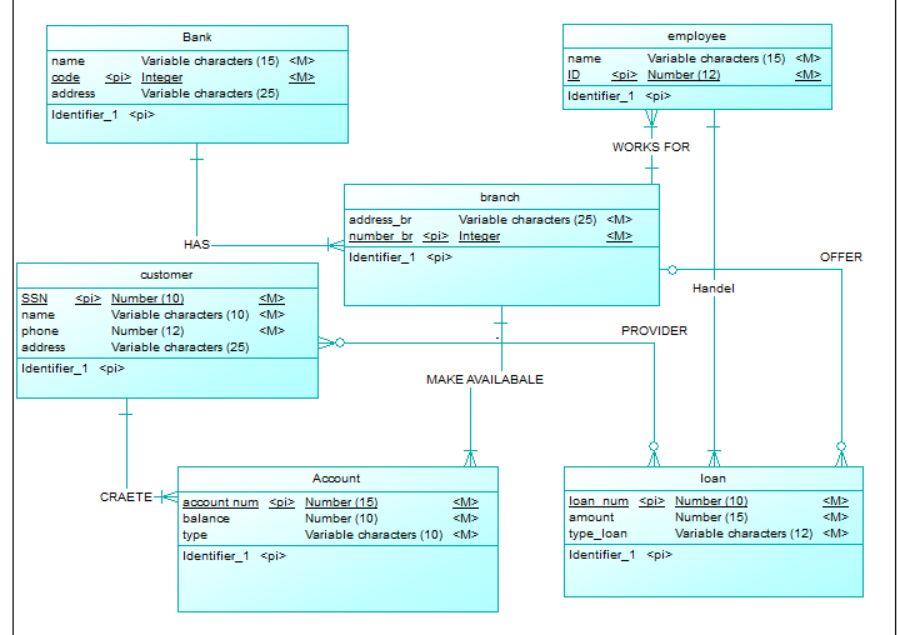 Bank
name Variable characters (15) <M>
code <pi> Integer <M>
address Variable characters (25)
Identifier_1 <pi>
employee
name Variable characters (15) <M>
ID <pi> Number (12) <M>
Identifier_1 <pi>
WORKS FOR
branch
address_br Variable characters (25) <M>
number_br <pi> Integer <M>
Identifier_1 <pi>
HAS
OFFER
customer
SSN <pi> Number (10) <M>
name Variable characters (10) <M>
phone Number (12) <M>
address Variable characters (25)
Identifier_1 <pi>
Handel
PROVIDER
MAKE AVAILABALE
CRAETE
Account
account num <pi> Number (15) <M>
balance Number (10) <M>
type Variable characters (10) <M>
Identifier_1 <pi>
loan
loan_num <pi> Number (10) <M>
amount Number (15) <M>
type_loan Variable characters (12) <M>
Identifier_1 <pi>